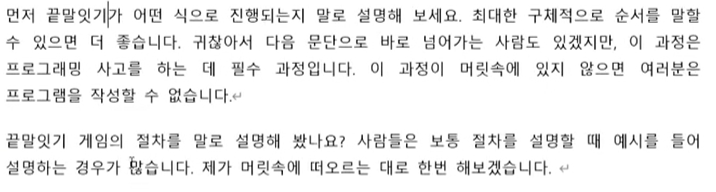 먼저 끝말잇기가 어떤 식으로 진행되는지 말로 설명해 보세요. 최대한 구체적으로 순서를 말할
수 있으면 더 좋습니다. 귀찮아서 다음 문단으로 바로 넘어가는 사람도 있겠지만, 이 과정은
프로그래밍 사고를 하는 데 필수 과정입니다. 이 과정이 머릿속에 있지 않으면 여러분은
프로그램을 작성할 수 없습니다.↵
끝말잇기 게임의 절차를 말로 설명해 봤나요? 사람들은 보통 절차를 설명할 때 예시를 들어
설명하는 경우가 많습니다. 제가 머릿속에 떠오르는 대로 한번 해보겠습니다. ↵